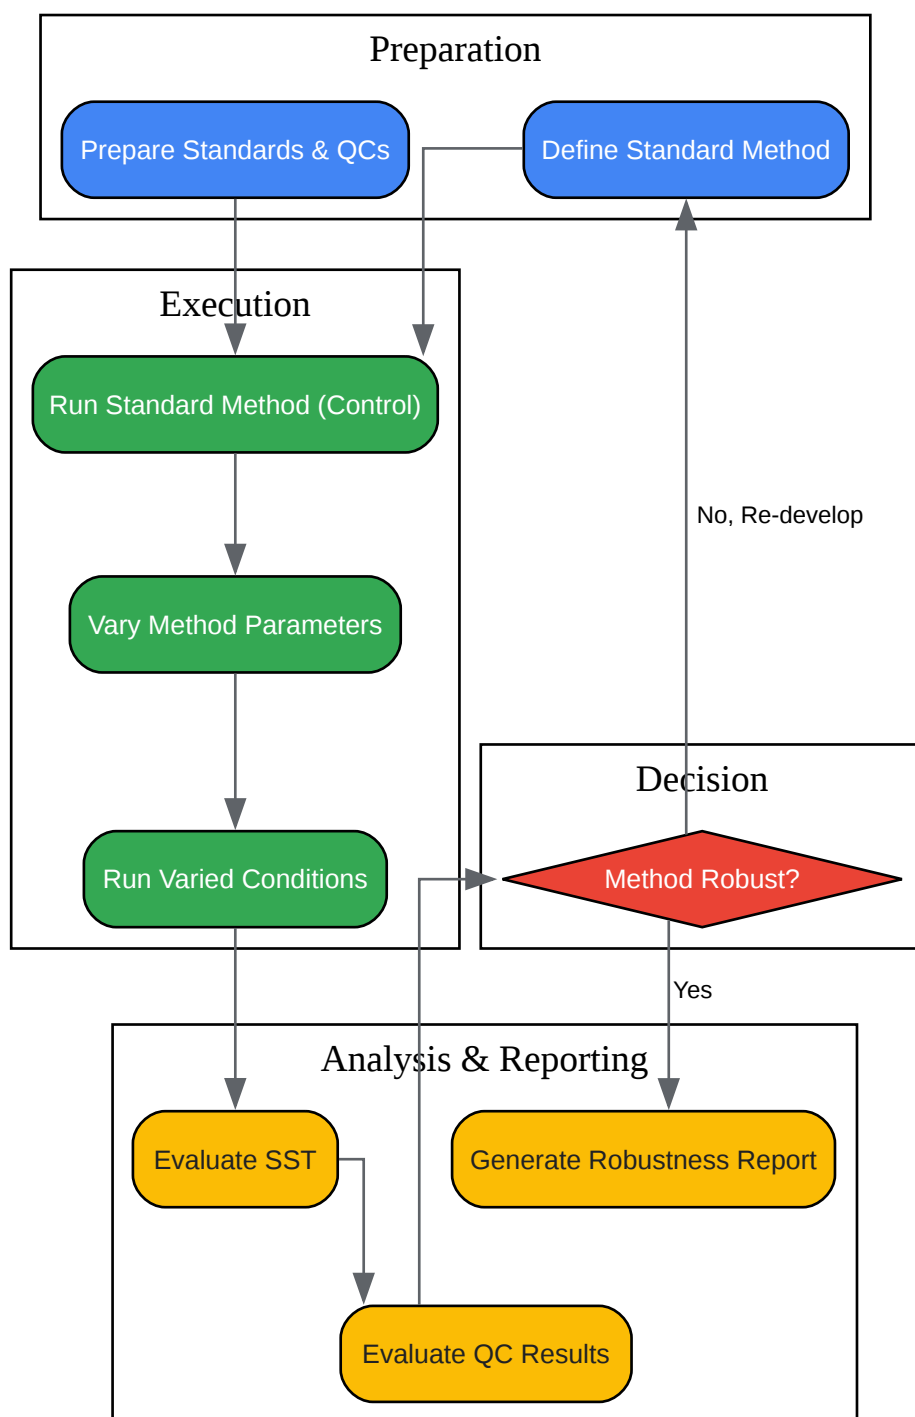 Preparation
Prepare Standards & QCs
Define Standard Method
Execution
Run Standard Method (Control)
No, Re-develop
Vary Method Parameters
Decision
Run Varied Conditions
Method Robust?
Yes
Analysis & Reporting
Evaluate SST
Generate Robustness Report
Evaluate QC Results